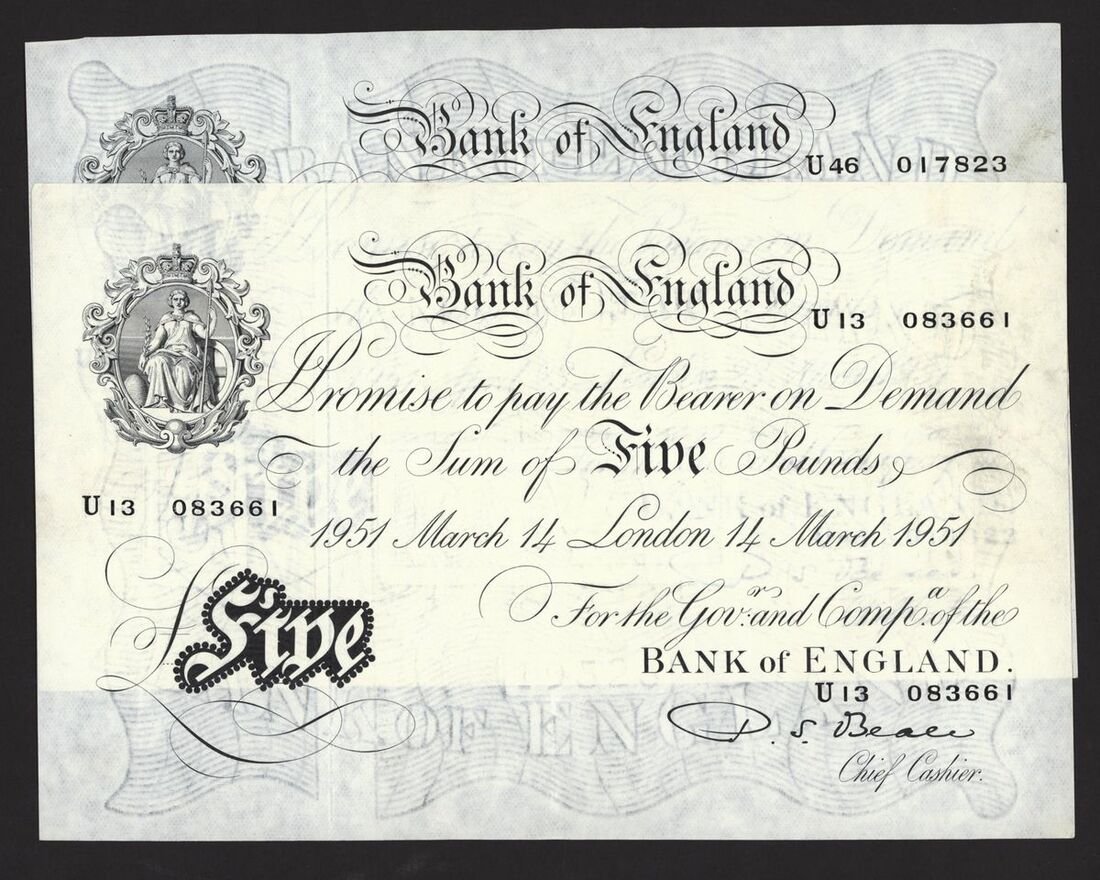 Bank of England
U46 017823
Bank of England
U13 083661
I Promise to pay the Bearer on Demand
the Sum of Five Pounds
U13 083661
1951 March 14 London 14 March 1951
For the Gov.r and Comp.a of the
£ Five
BANK of ENGLAND.
U13 083661
D. S. Beale
Chief Cashier.
OF ENG